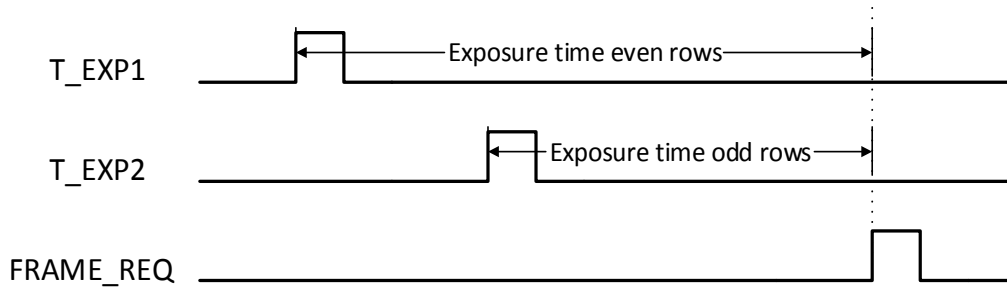 Exposure time even rows
T_EXP1
Exposure time odd rows
T_EXP2
FRAME_REQ